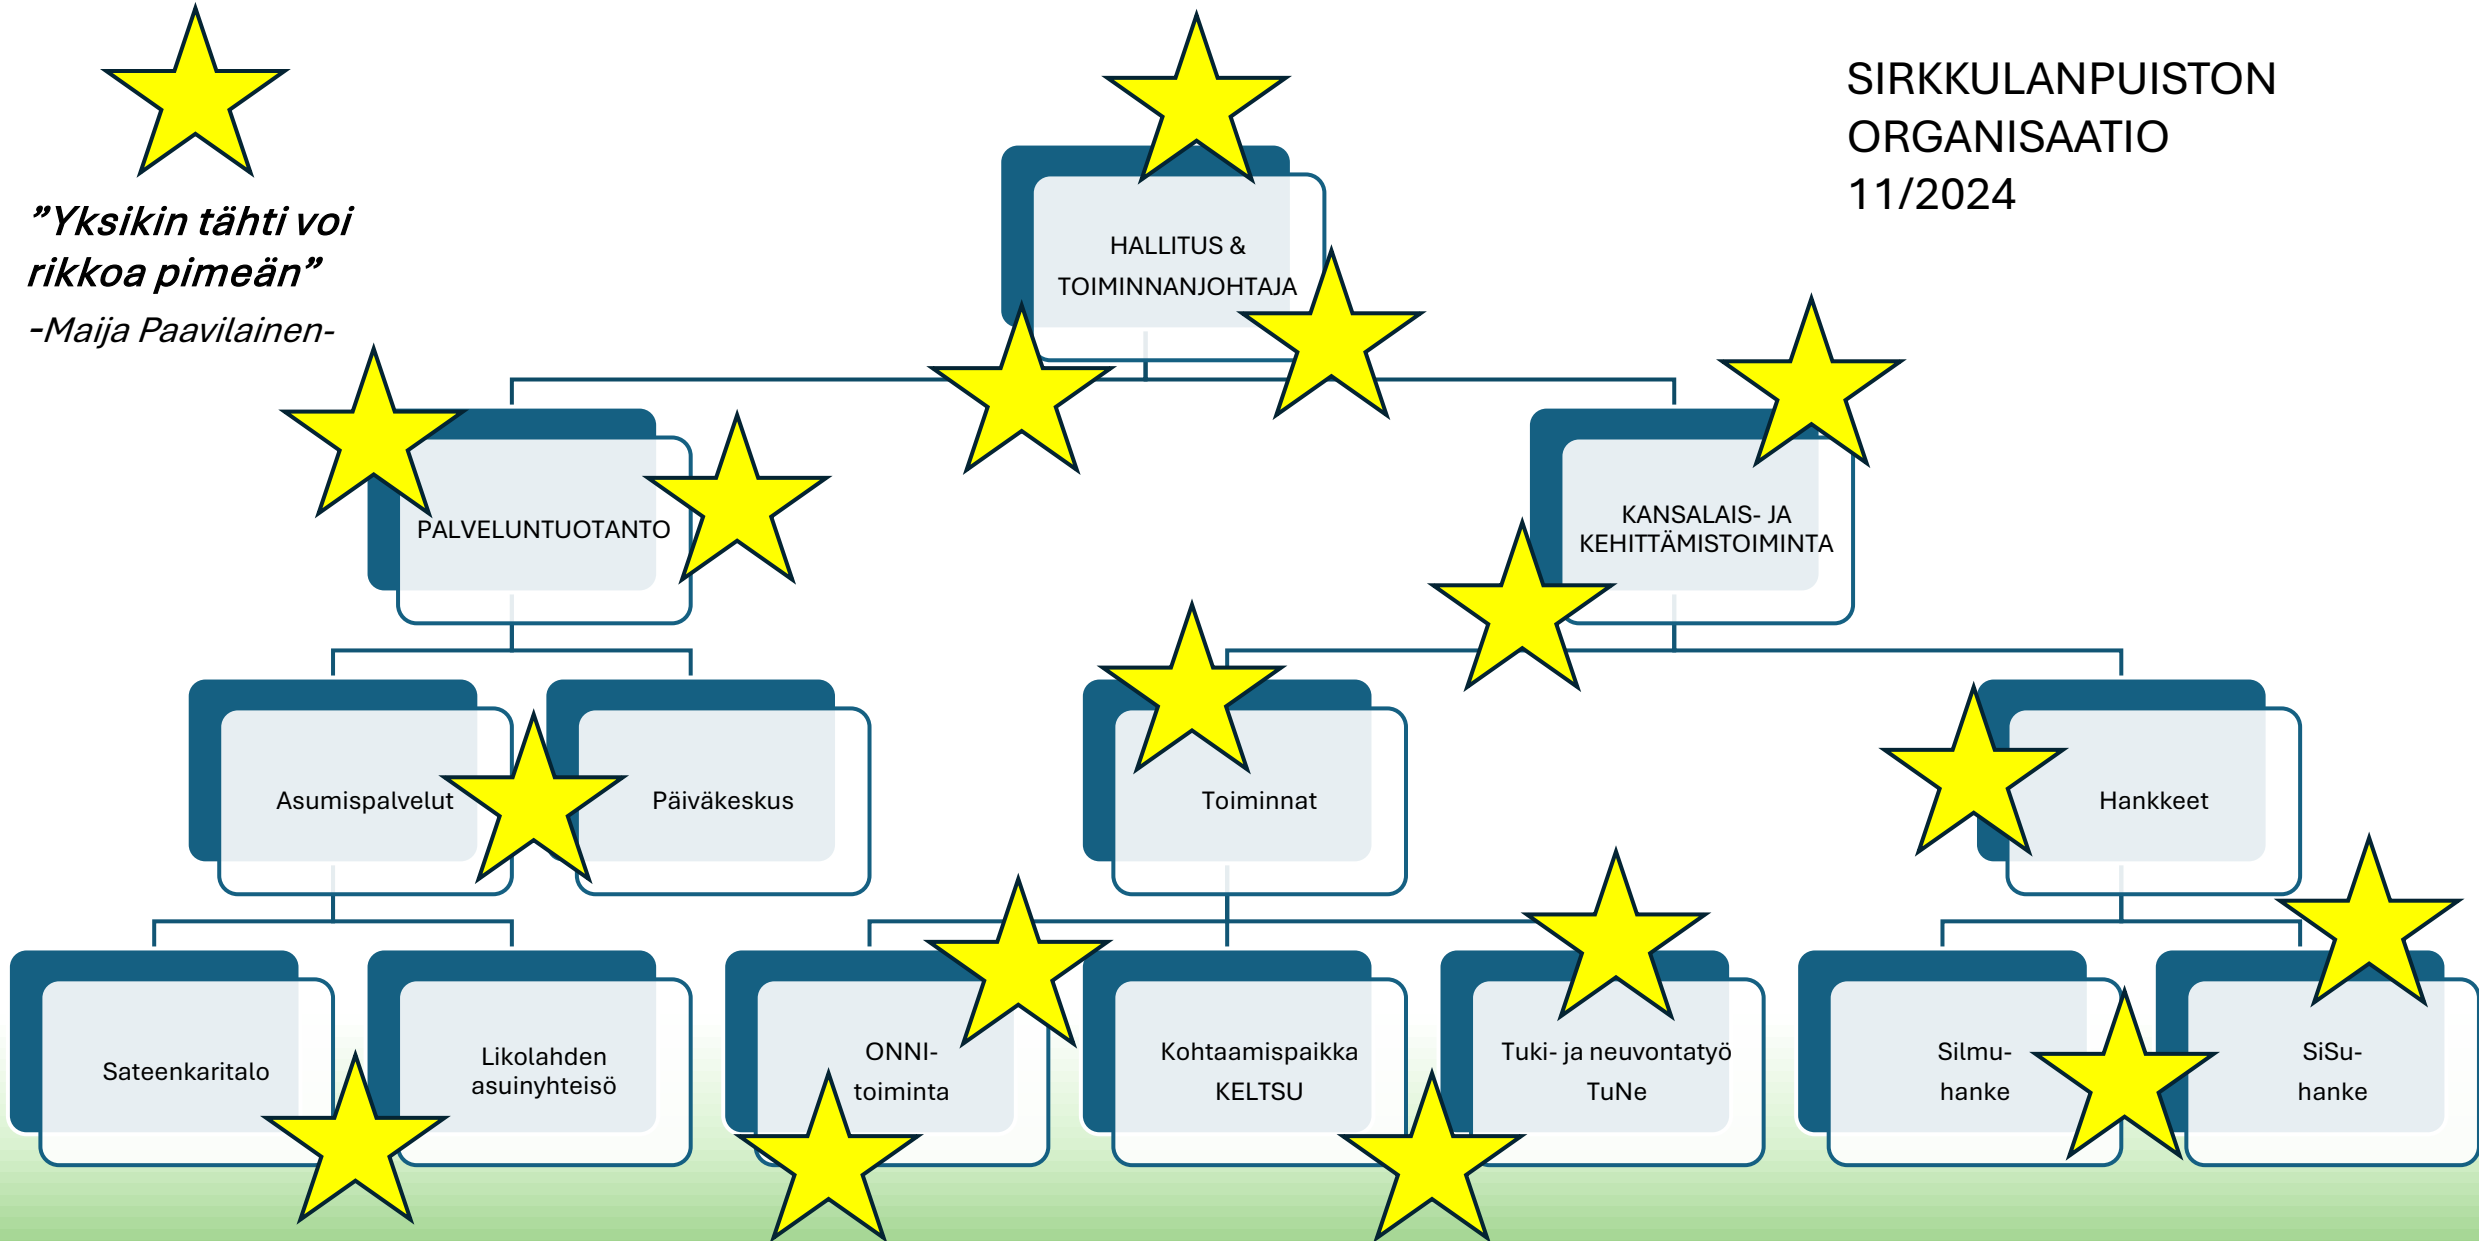 SIRKKULANPUISTON
ORGANISAATIO
11/2024
”Yksikin tähti voi
rikkoa pimeän”
-Maija Paavilainen-
HALLITUS &
TOIMINNANJOHTAJA
PALVELUNTUOTANTO
KANSALAIS- JA
KEHITTÄMISTOIMINTA
Asumispalvelut
Päiväkeskus
Toiminnat
Hankkeet
Sateenkaritalo
Likolahden
asuinyhteisö
ONNI-
toiminta
Kohtaamispaikka
KELTSU
Tuki- ja neuvontatyö
TuNe
Silmu-
hanke
SiSu-
hanke